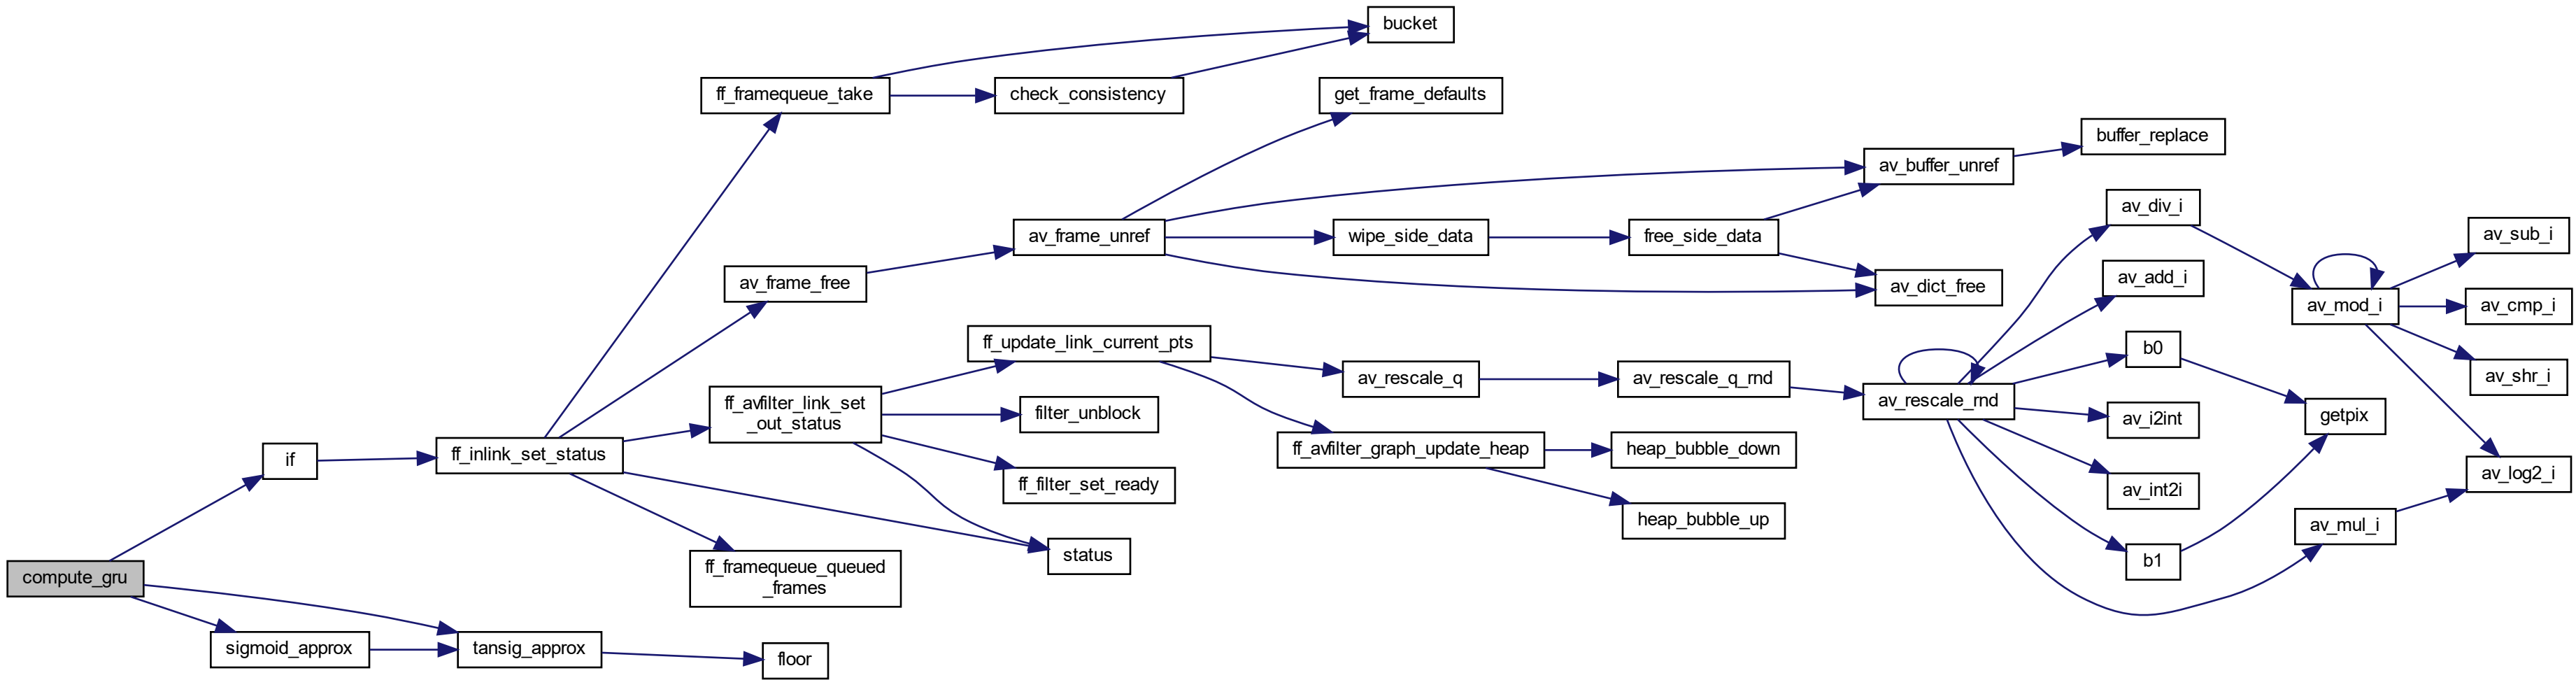 bucket
ff_framequeue_take
check_consistency
get_frame_defaults
buffer_replace
av_buffer_unref
av_div_i
av_frame_unref
wipe_side_data
free_side_data
av_sub_i
av_frame_free
av_dict_free
av_add_i
av_mod_i
av_cmp_i
ff_update_link_current_pts
b0
av_rescale_q
av_rescale_q_rnd
av_rescale_rnd
av_shr_i
ff_avfilter_link_set
_out_status
filter_unblock
av_i2int
getpix
if
ff_inlink_set_status
ff_avfilter_graph_update_heap
heap_bubble_down
ff_filter_set_ready
av_int2i
av_log2_i
heap_bubble_up
av_mul_i
status
b1
compute_gru
ff_framequeue_queued
_frames
sigmoid_approx
tansig_approx
floor